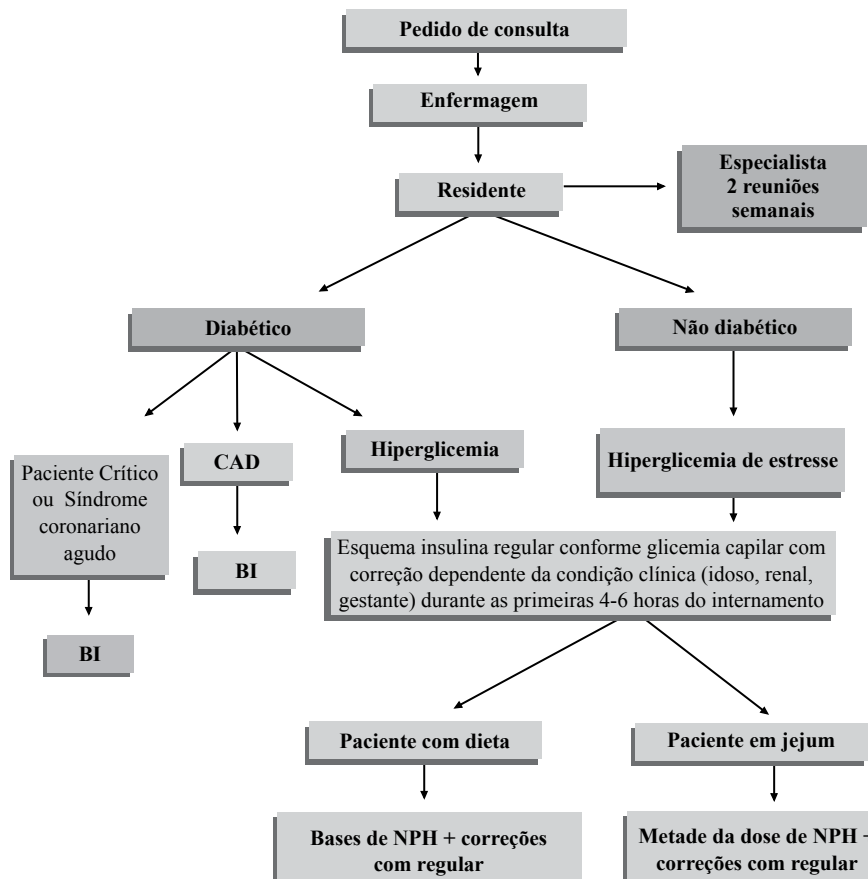 Pedido de consulta
Enfermagem
Residente
Especialista
2 reuniões
semanais
Diabético
Não diabético
Paciente Crítico
ou Síndrome
coronariano
agudo
CAD
Hiperglicemia
Hiperglicemia de estresse
BI
BI
Esquema insulina regular conforme glicemia capilar com
correção dependente da condição clínica (idoso, renal,
gestante) durante as primeiras 4-6 horas do internamento
Paciente com dieta
Paciente em jejum
Bases de NPH + correções
com regular
Metade da dose de NPH +
correções com regular